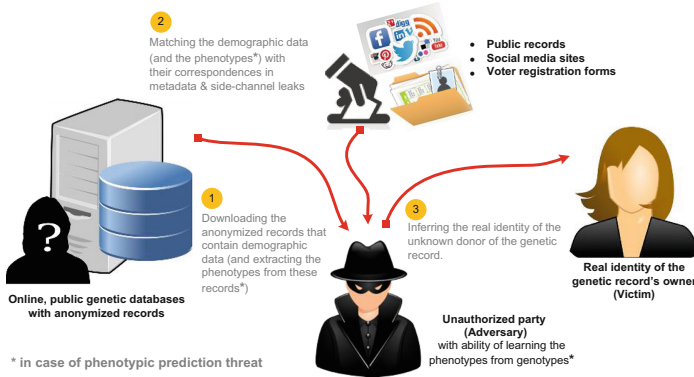 2
Matching the demographic data
(and the phenotypes*) with
their correspondences in
metadata & side-channel leaks
digg
• Public records
• Social media sites
• Voter registration forms
1
Downloading the
anonymized records that
contain demographic
data (and extracting the
phenotypes from these
records*)
3
Inferring the real identity of the
unknown donor of the genetic
record.
?
Online, public genetic databases
with anonymized records
Real identity of the
genetic record's owner
(Victim)
Unauthorized party
(Adversary)
with ability of learning the
phenotypes from genotypes*
* in case of phenotypic prediction threat